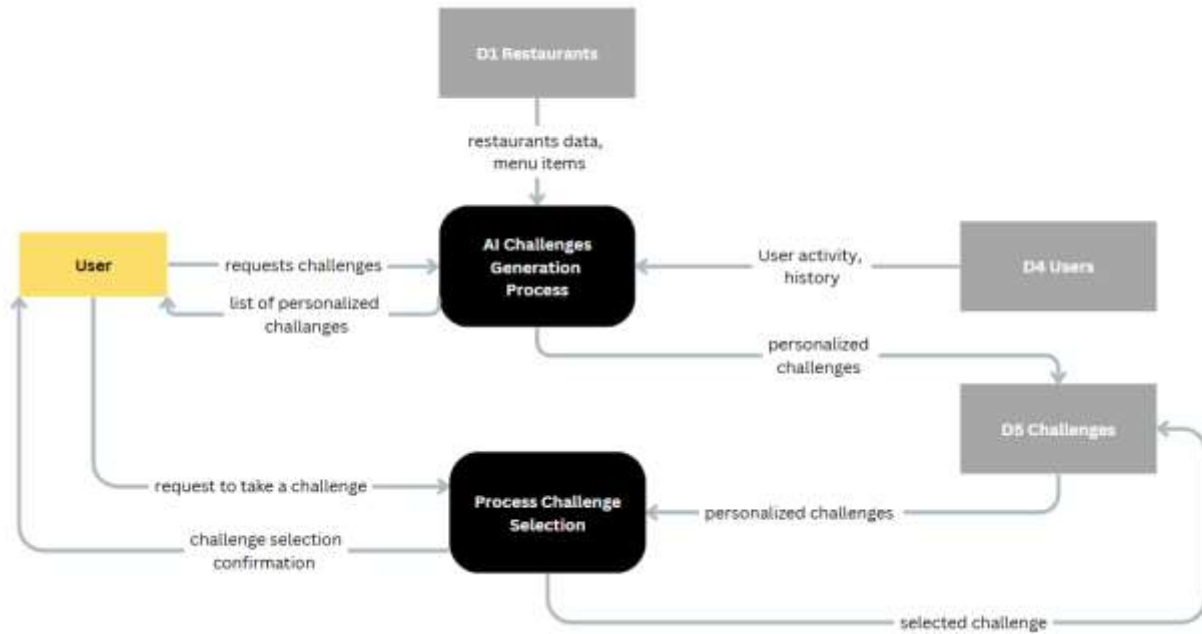 D1 Restaurants
restaurants data,
menu items
User
requests challenges
AI Challenges
Generation
Process
User activity,
history
D4 Users
list of personalized
challanges
personalized
challenges
D5 Challenges
request to take a challenge
Process Challenge
Selection
personalized challenges
challenge selection
confirmation
selected challenge